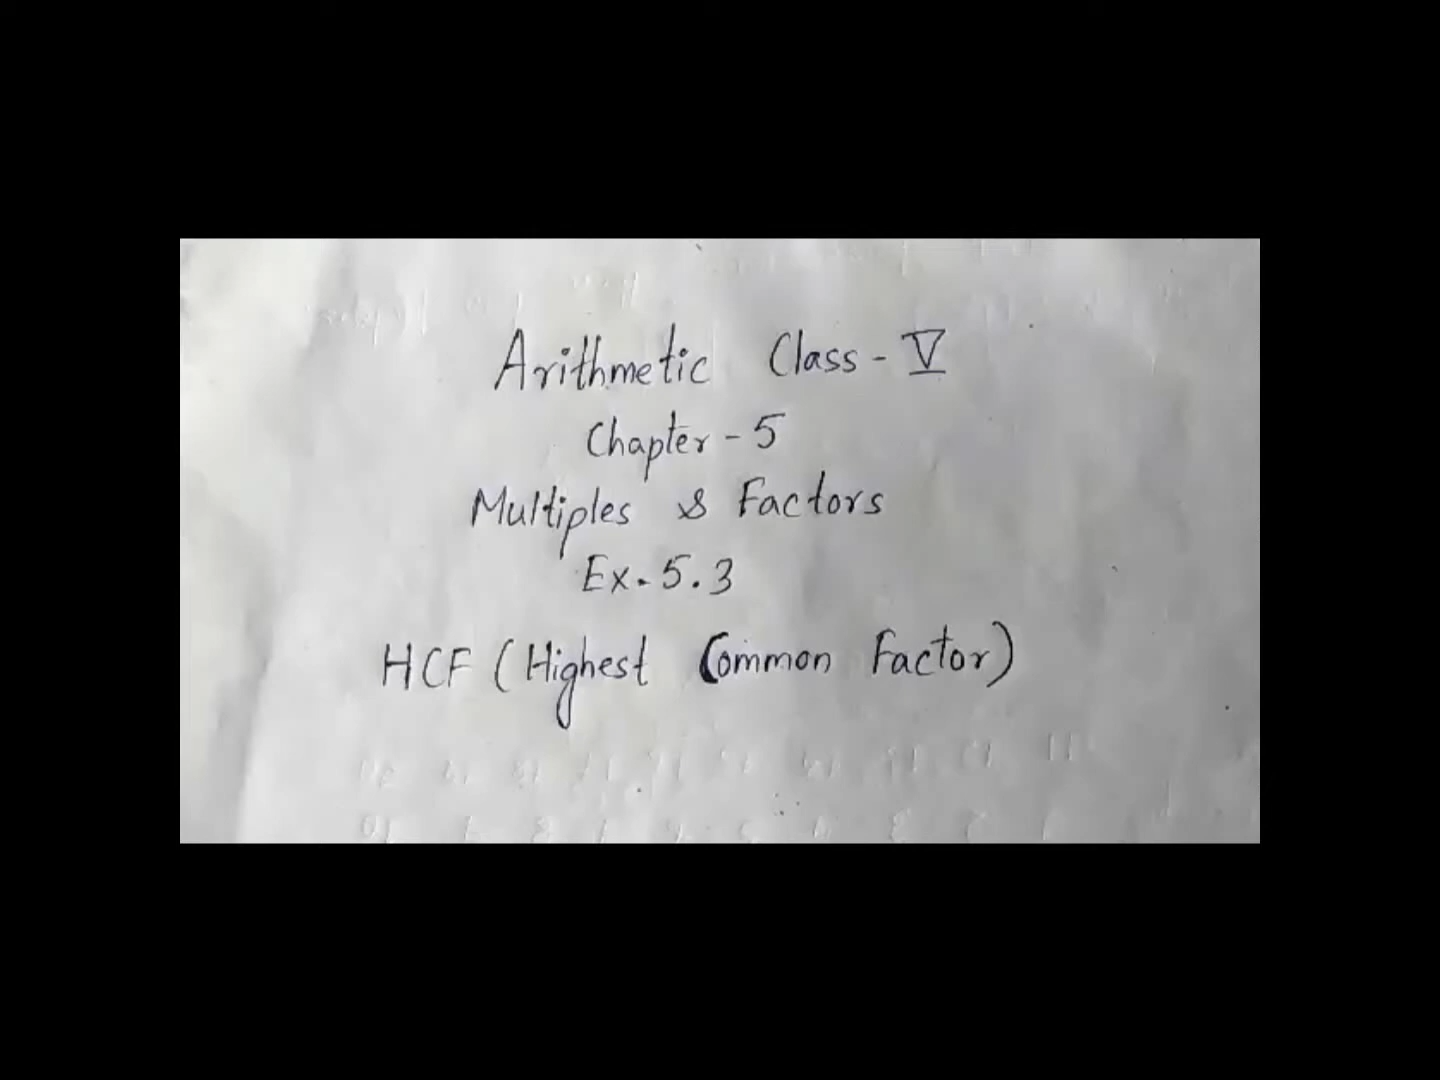 Arithmetic Class - V
Chapter - 5
Multiples & Factors
Ex. 5.3
HCF (Highest Common Factor)